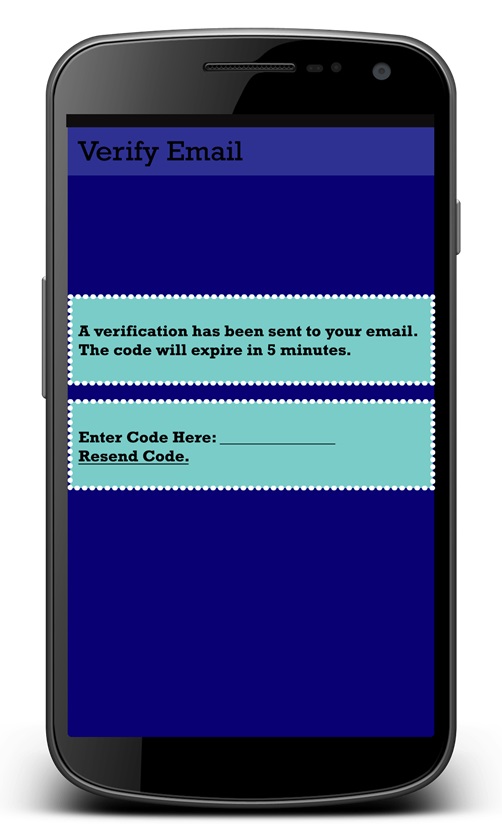 Verify Email
A verification has been sent to your email.
The code will expire in 5 minutes.
Enter Code Here: _______________
Resend Code.